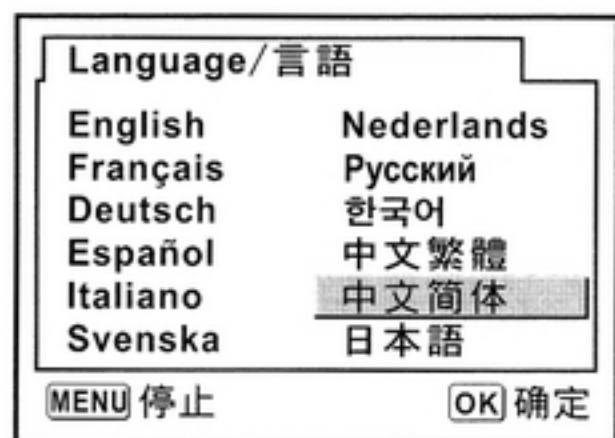 Language/言語
English Nederlands
Français Русский
Deutsch 한국어
Español 中文繁體
Italiano 中文简体
Svenska 日本語
MENU 停止 OK 确定